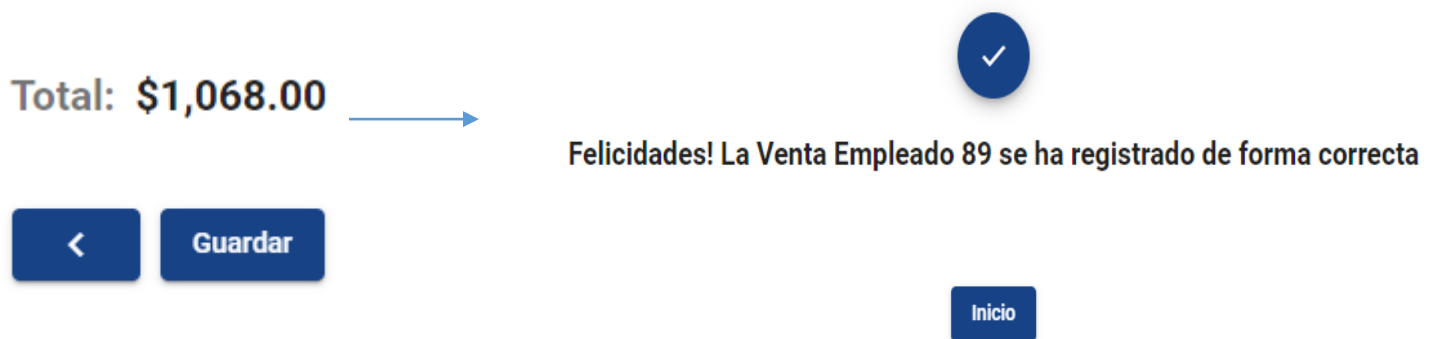 Total: $1,068.00
Felicidades! La Venta Empleado 89 se ha registrado de forma correcta
Guardar
Inicio